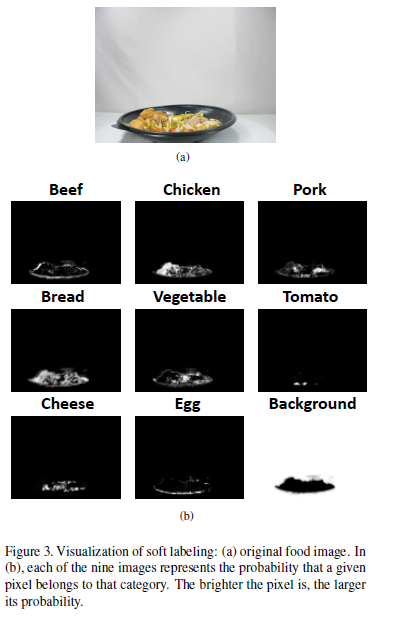 (a)
Beef Chicken Pork
Bread Vegetable Tomato
Cheese Egg Background
(b)
Figure 3. Visualization of soft labeling: (a) original food image. In
(b), each of the nine images represents the probability that a given
pixel belongs to that category. The brighter the pixel is, the larger
its probability.